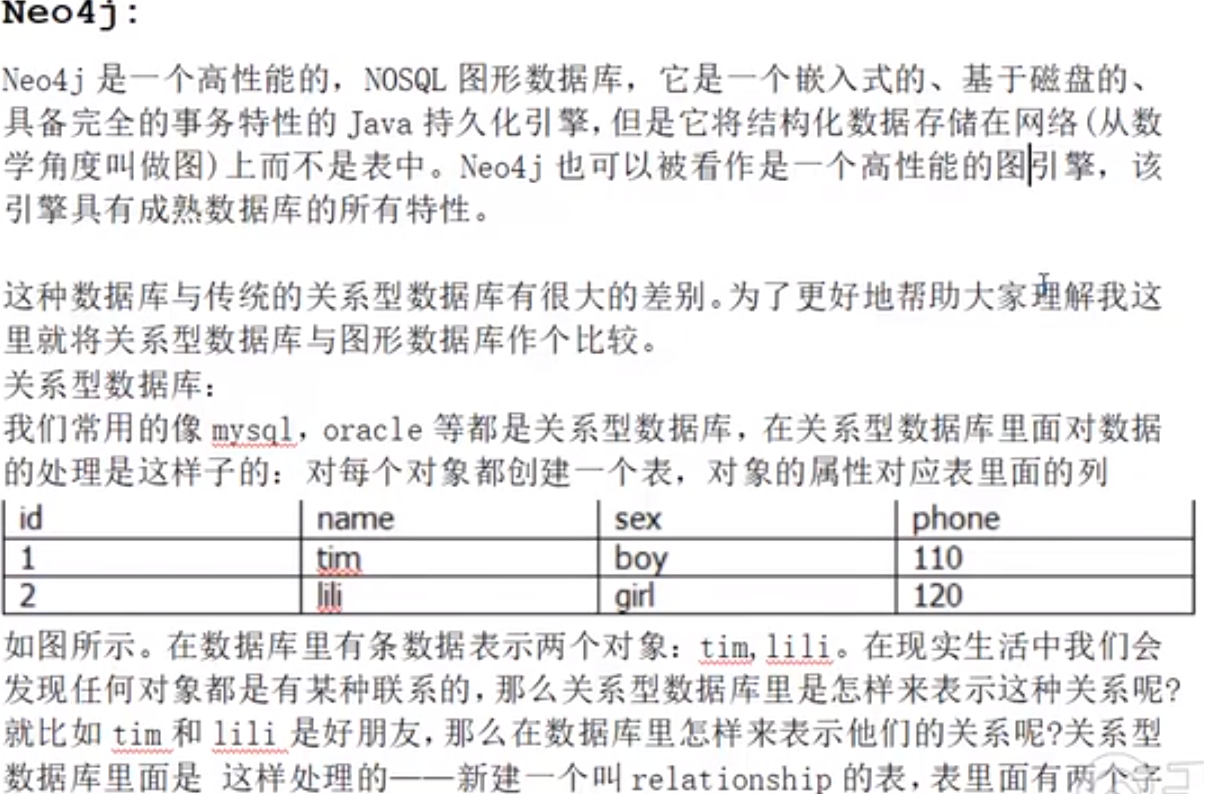 Neo4j:
Neo4j 是一个高性能的，NOSQL 图形数据库，它是一个嵌入式的、基于磁盘的、
具备完全的事务特性的 Java 持久化引擎,但是它将结构化数据存储在网络(从数
学角度叫做图)上而不是表中。Neo4j 也可以被看作是一个高性能的图引擎，该
引擎具有成熟数据库的所有特性。
这种数据库与传统的关系型数据库有很大的差别。为了更好地帮助大家理解我这
里就将关系型数据库与图形数据库作个比较。
关系型数据库：
我们常用的像 mysql，oracle 等都是关系型数据库，在关系型数据库里面对数据
的处理是这样子的：对每个对象都创建一个表，对象的属性对应表里面的列
id name sex phone
1 tim boy 110
2 lili girl 120
如图所示。在数据库里有条数据表示两个对象：tim,lili。在现实生活中我们会
发现任何对象都是有某种联系的,那么关系型数据库里是怎样来表示这种关系呢?
就比如 tim 和 lili 是好朋友,那么在数据库里怎样来表示他们的关系呢?关系型
数据库里面是 这样处理的——新建一个叫 relationship 的表,表里面有两个字